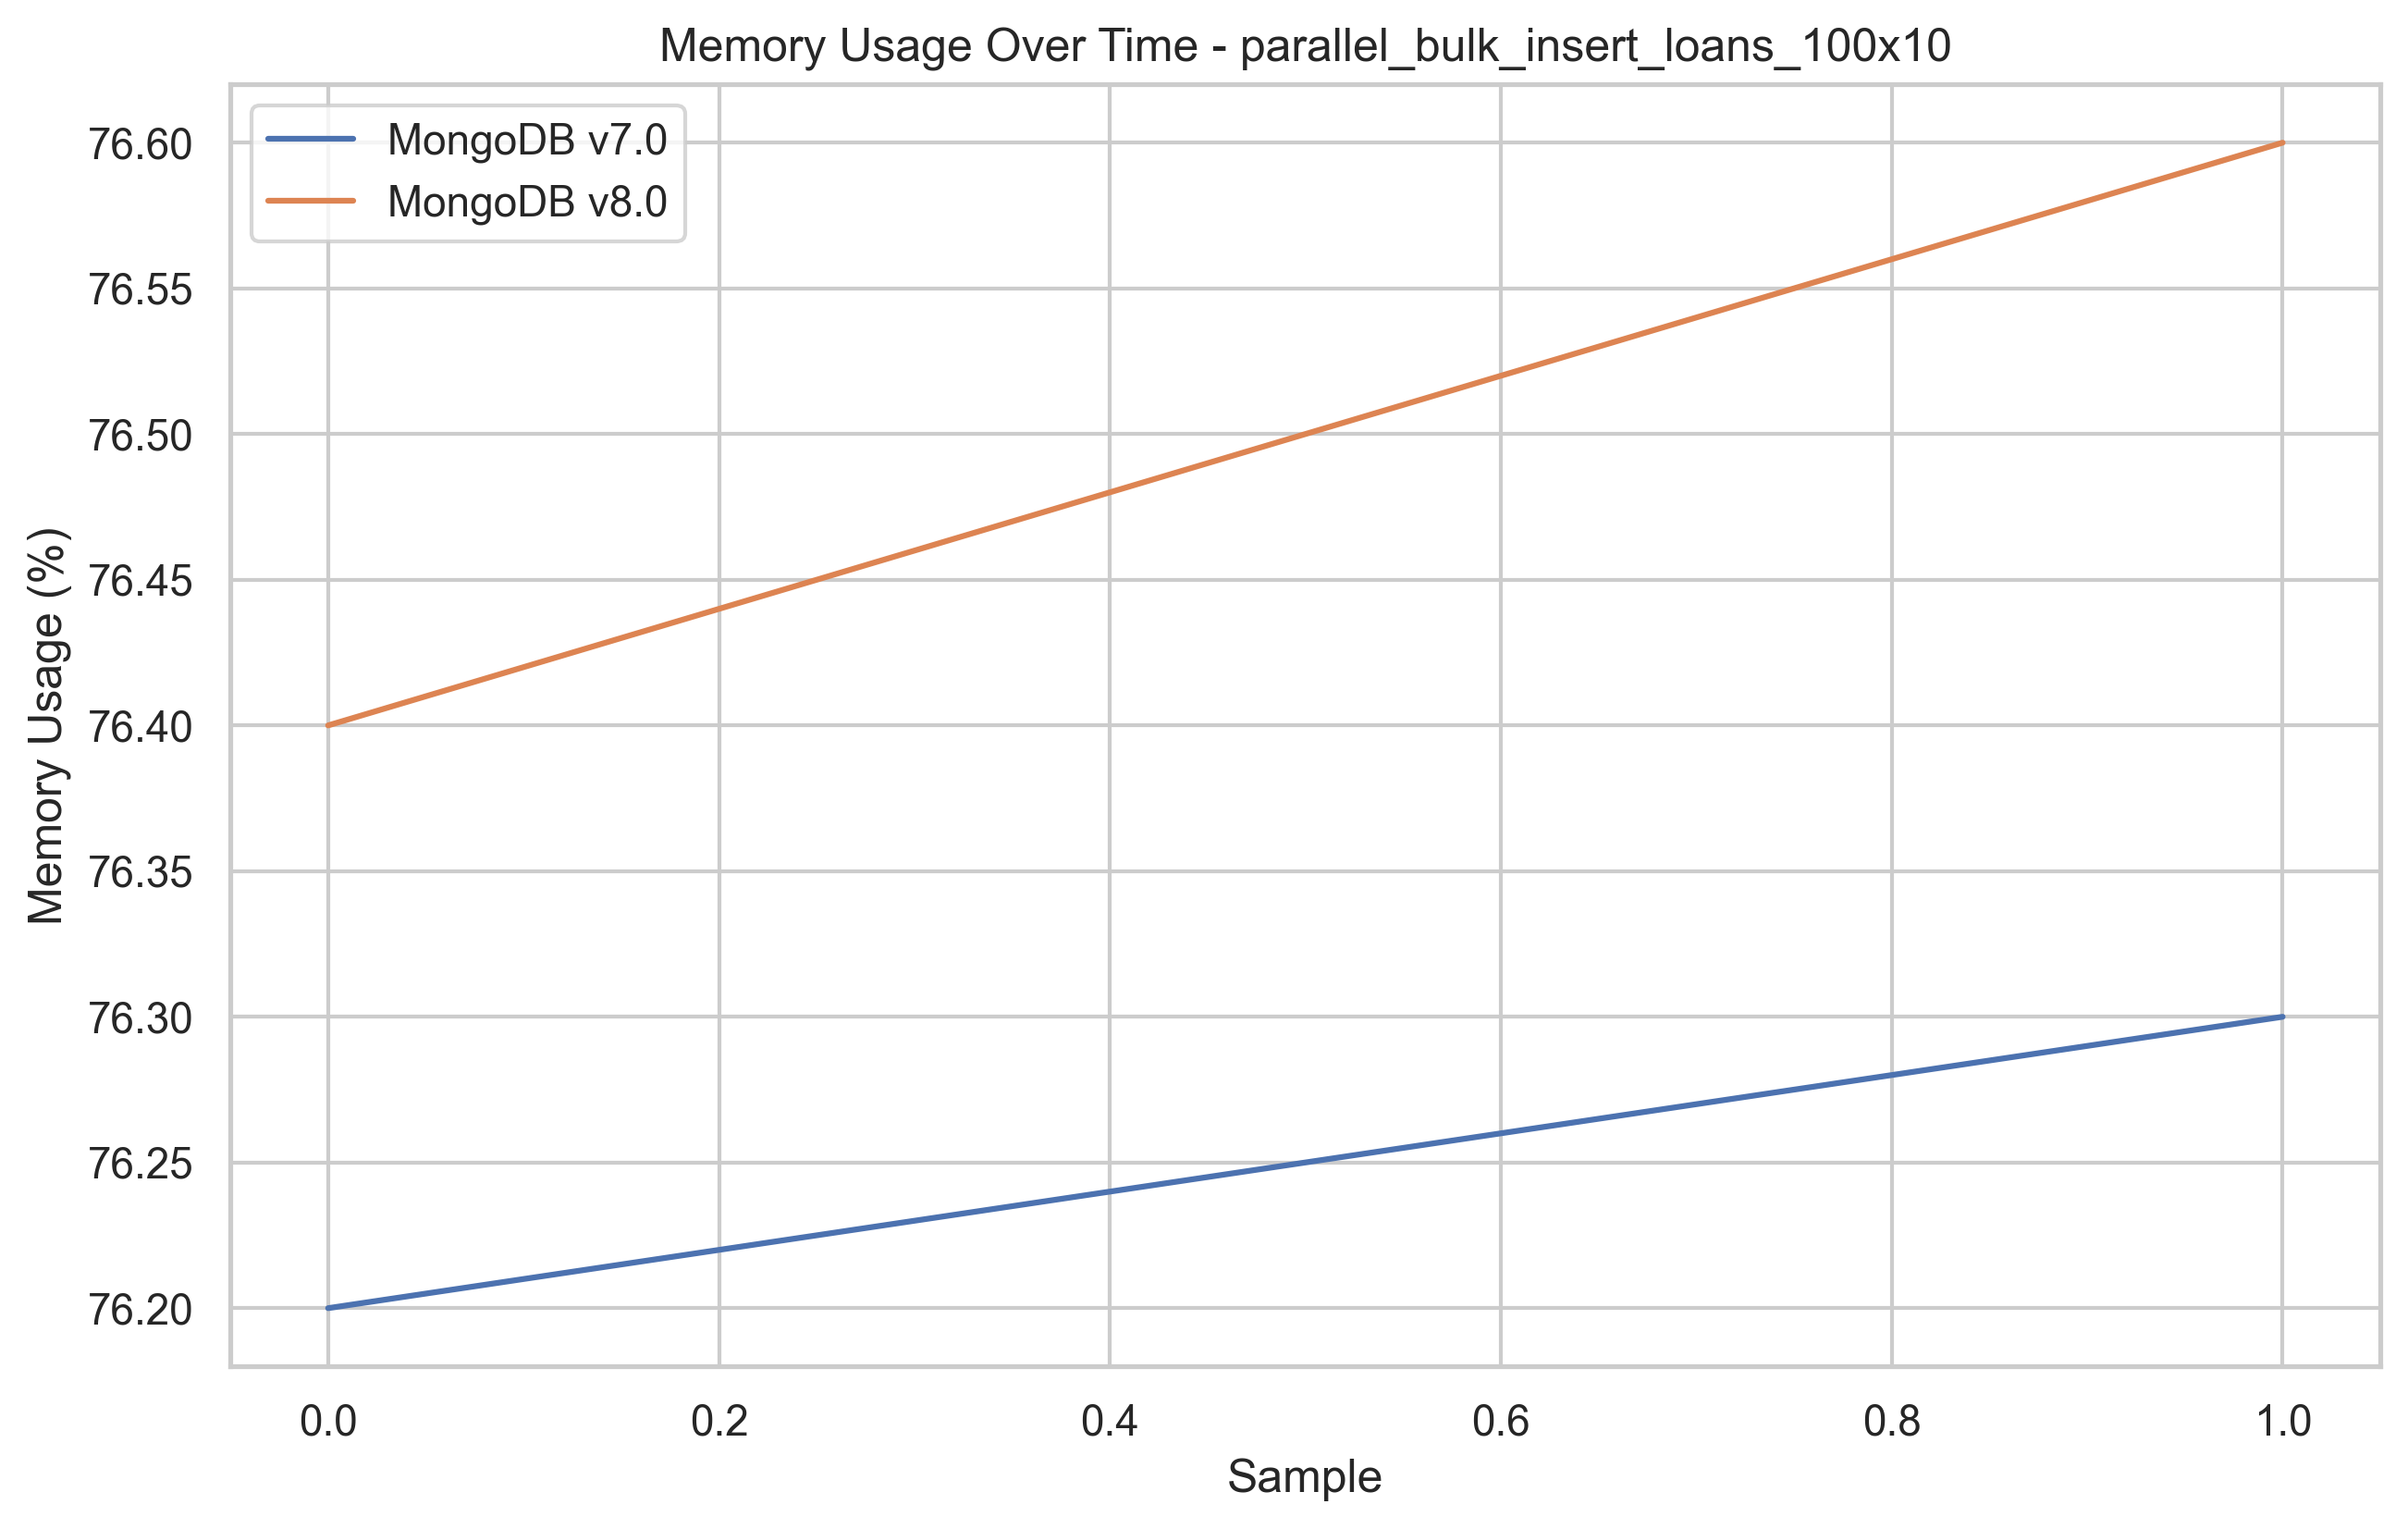 Memory Usage Over Time - parallel_bulk_insert_loans_100x10
MongoDB v7.0
MongoDB v8.0
Memory Usage (%)
76.60
76.55
76.50
76.45
76.40
76.35
76.30
76.25
76.20
0.0 0.2 0.4 0.6 0.8 1.0
Sample